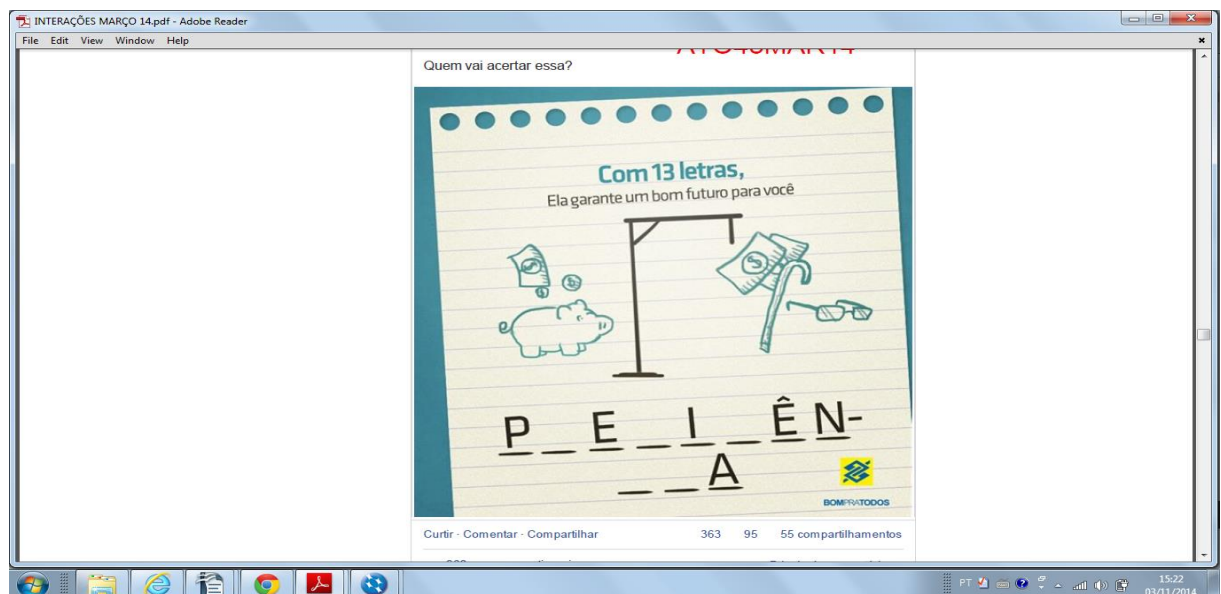 INTERAÇÕES MARÇO 14.pdf - Adobe Reader
File Edit View Window Help
Quem vai acertar essa?
Com 13 letras,
Ela garante um bom futuro para você
P _ E _ I _ Ê N-
_ _ A
BOMPRATODOS
Curtir · Comentar · Compartilhar 363 95 55 compartilhamentos
PT 15:22
03/11/2014